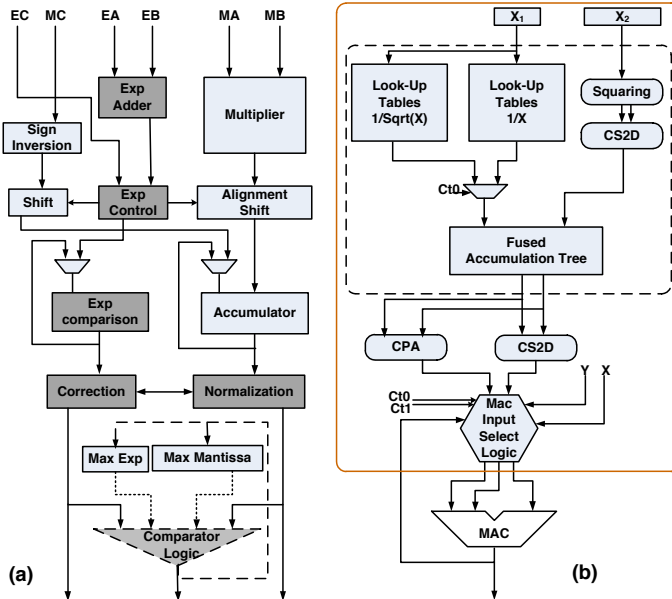 EC MC EA EB MA MB
Exp
Adder
Multiplier
Sign
Inversion
Shift
Exp
Control
Alignment
Shift
Exp
comparison
Accumulator
Correction
Normalization
Max Exp
Max Mantissa
Comparator
Logic
(a)
X1
X2
Look-Up
Tables
1/Sqrt(X)
Look-Up
Tables
1/X
Squaring
CS2D
Ct0
Fused
Accumulation Tree
CPA
CS2D
Y X
Ct0
Ct1
Mac
Input
Select
Logic
MAC
(b)